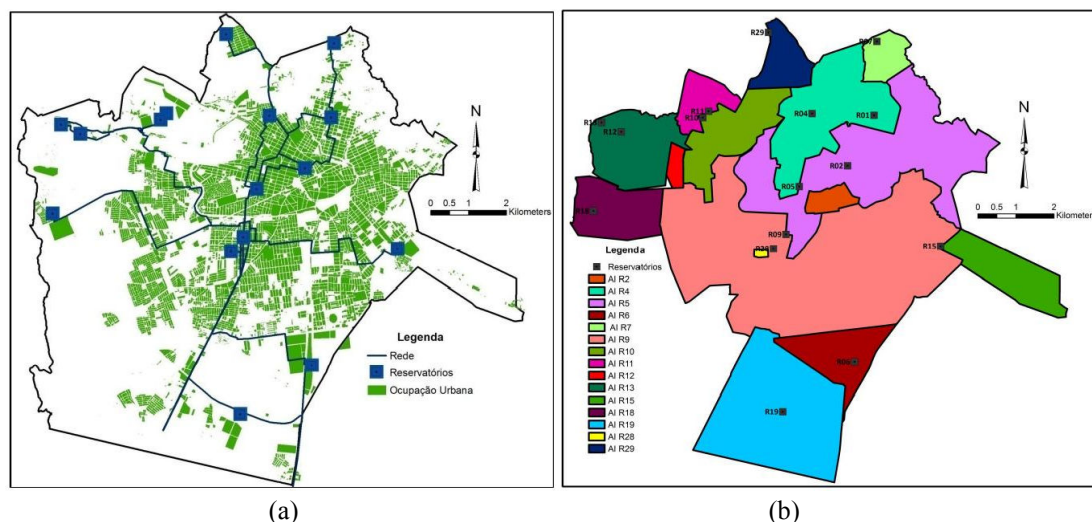 N
0 0.5 1 2
Kilometers
Legenda
Rede
Reservatórios
Ocupação Urbana
(a)
R29
R07
R11
R10
R04
R01
R13
R12
R02
R05
R18
R09
R28
R15
R06
R19
N
0 0.5 1 2
Kilometers
Legenda
Reservatórios
AI R2
AI R4
AI R5
AI R6
AI R7
AI R9
AI R10
AI R11
AI R12
AI R13
AI R15
AI R18
AI R19
AI R28
AI R29
(b)